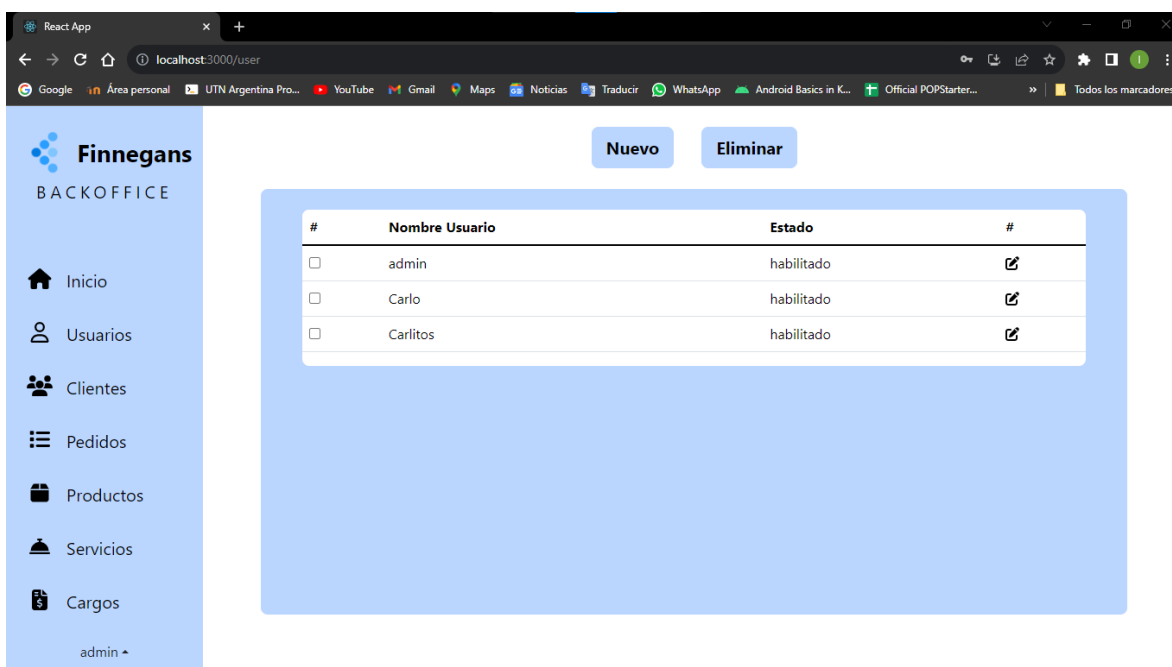 React App
localhost:3000/user
Google Área personal UTN Argentina Pro... YouTube Gmail Maps Noticias Traducir WhatsApp Android Basics in K... Official POPStarter... » Todos los marcadores
Finnegans
BACKOFFICE
Inicio
Usuarios
Clientes
Pedidos
Productos
Servicios
Cargos
admin
Nuevo Eliminar
# Nombre Usuario Estado #
admin habilitado
Carlo habilitado
Carlitos habilitado